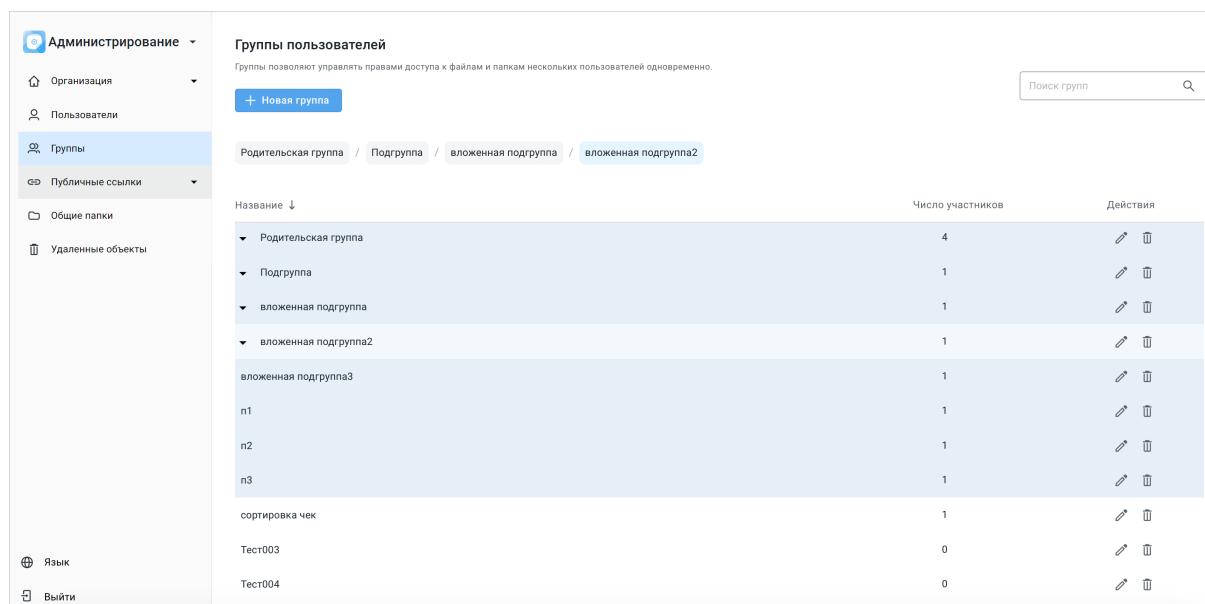 Администрирование
Организация
Пользователи
Группы
Публичные ссылки
Общие папки
Удаленные объекты
Язык
Выйти
Группы пользователей
Группы позволяют управлять правами доступа к файлам и папкам нескольких пользователей одновременно.
Поиск групп
+ Новая группа
Родительская группа / Подгруппа / вложенная подгруппа / вложенная подгруппа2
Название ↓ Число участников Действия
Родительская группа 4
Подгруппа 1
вложенная подгруппа 1
вложенная подгруппа2 1
вложенная подгруппа3 1
п1 1
п2 1
п3 1
сортировка чек 1
Тест003 0
Тест004 0